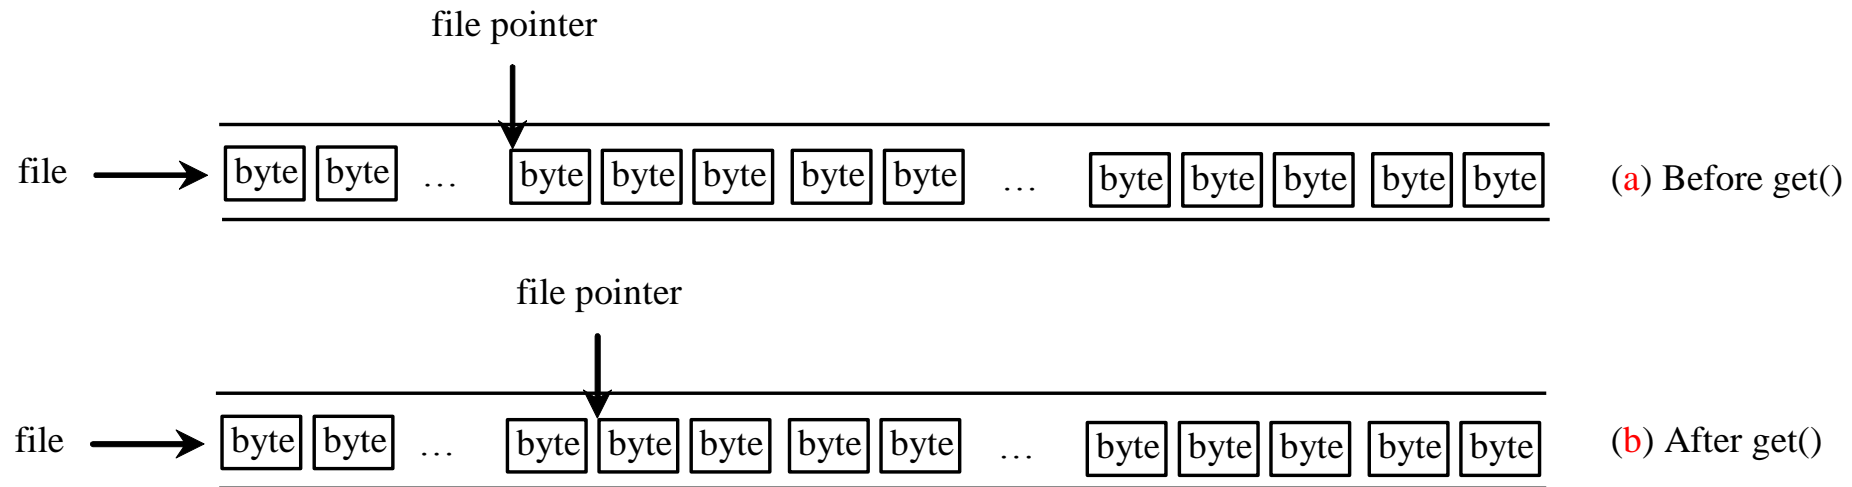 file pointer
file byte byte … byte byte byte byte byte … byte byte byte byte byte (a) Before get()
file pointer
file byte byte … byte byte byte byte byte … byte byte byte byte byte (b) After get()